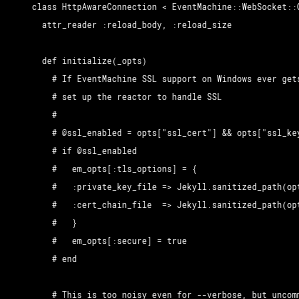 class HttpAwareConnection < EventMachine::WebSocket::
attr_reader :reload_body, :reload_size
def initialize(_opts)
# If EventMachine SSL support on Windows ever gets
# set up the reactor to handle SSL
#
# @ssl_enabled = opts["ssl_cert"] && opts["ssl_key
# if @ssl_enabled
#   em_opts[:tls_options] = {
#   :private_key_file => Jekyll.sanitized_path(opt
#   :cert_chain_file  => Jekyll.sanitized_path(opt
#   }
#   em_opts[:secure] = true
# end
# This is too noisy even for --verbose, but uncomm